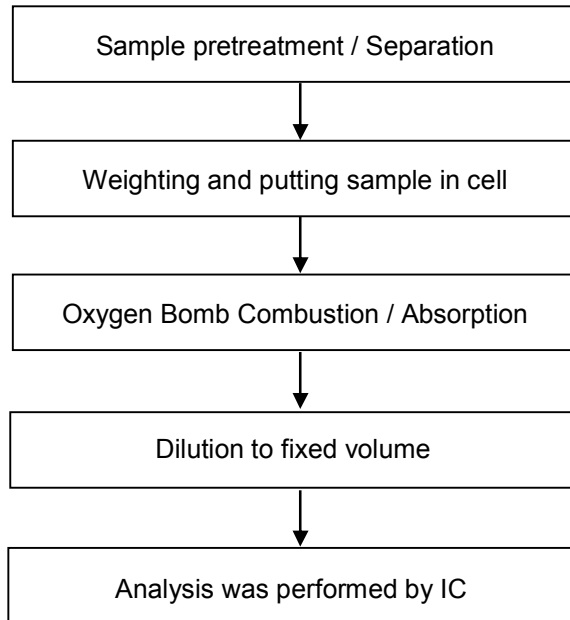 Sample pretreatment / Separation
Weighting and putting sample in cell
Oxygen Bomb Combustion / Absorption
Dilution to fixed volume
Analysis was performed by IC